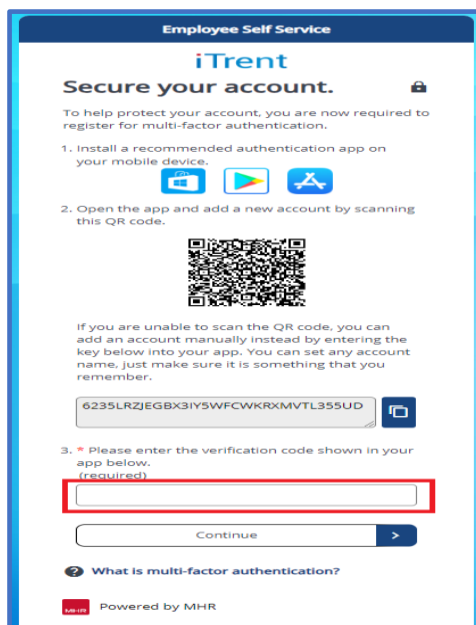 Employee Self Service
iTrent
Secure your account.
To help protect your account, you are now required to
register for multi-factor authentication.
1. Install a recommended authentication app on
your mobile device.
2. Open the app and add a new account by scanning
this QR code.
If you are unable to scan the QR code, you can
add an account manually instead by entering the
key below into your app. You can set any account
name, just make sure it is something that you
remember.
6235LRZJEGBX3IY5WFCWKRXMVTL355UD
3. * Please enter the verification code shown in your
app below.
(required)
Continue >
? What is multi-factor authentication?
MHR Powered by MHR